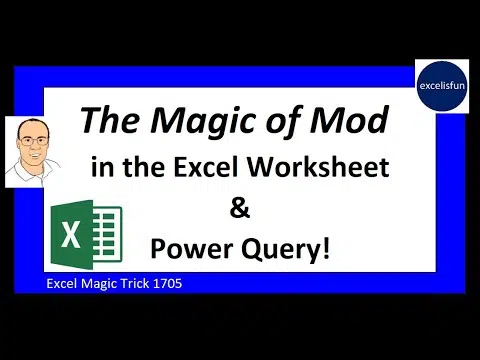 excelisfun
The Magic of Mod
in the Excel Worksheet
&
Power Query!
X
Excel Magic Trick 1705